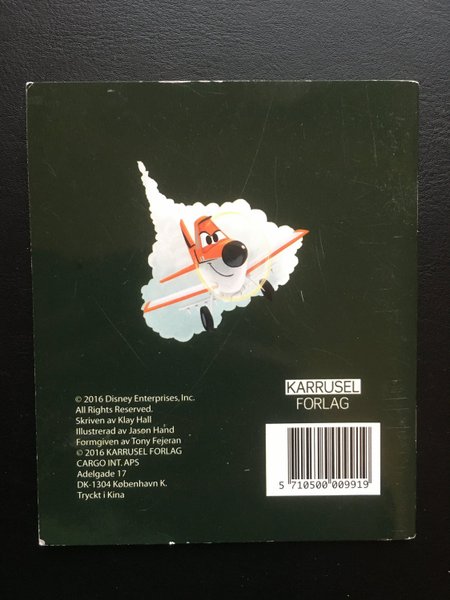 © 2016 Disney Enterprises, Inc.
All Rights Reserved.
Skriven av Klay Hall
Illustrerad av Jason Hand
Formgiven av Tony Fejeran
© 2016 KARRUSEL FORLAG
CARGO INT. APS
Adelgade 17
DK-1304 København K.
Tryckt i Kina
KARRUSEL
FORLAG
5 710500 009919